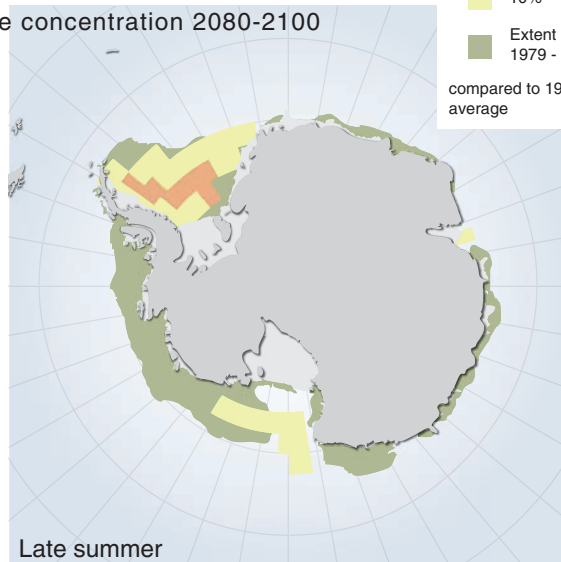 e concentration 2080-2100
10%
Extent
1979 -
compared to 19
average
Late summer